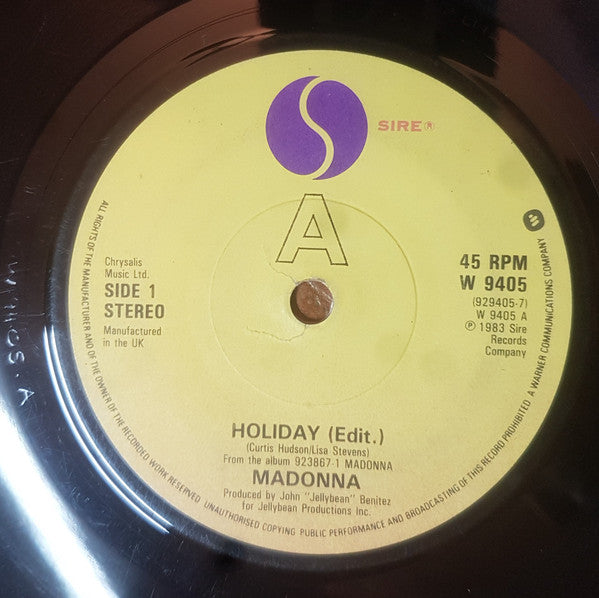 SIRE®
A
Chrysalis
Music Ltd.
SIDE 1
STEREO
Manufactured
in the UK
45 RPM
W 9405
(929405-7)
W 9405 A
℗ 1983 Sire
Records
Company
HOLIDAY (Edit.)
(Curtis Hudson/Lisa Stevens)
From the album 923867-1 MADONNA
MADONNA
Produced by John "Jellybean" Benitez
for Jellybean Productions Inc.
ALL RIGHTS OF THE MANUFACTURER AND OF THE OWNER OF THE RECORDED WORK RESERVED. UNAUTHORISED COPYING PUBLIC PERFORMANCE AND BROADCASTING OF THIS RECORD PROHIBITED. A WARNER COMMUNICATIONS COMPANY